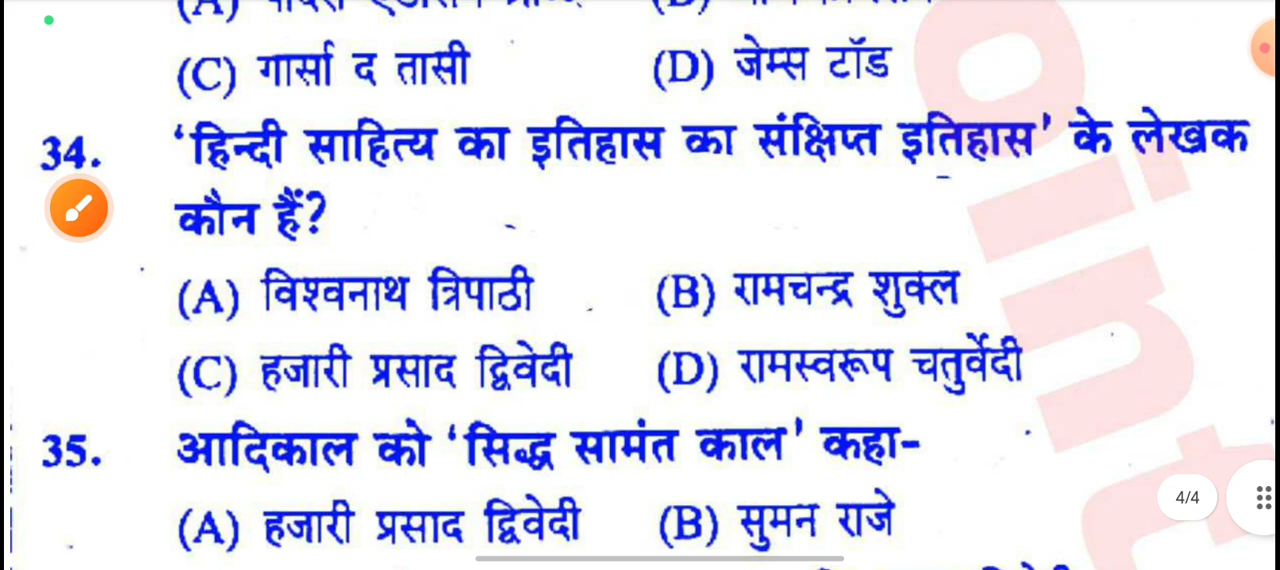 (C) गार्सा द तासी (D) जेम्स टॉड
34. 'हिन्दी साहित्य का इतिहास का संक्षिप्त इतिहास' के लेखक
कौन हैं?
(A) विश्वनाथ त्रिपाठी (B) रामचन्द्र शुक्ल
(C) हजारी प्रसाद द्विवेदी (D) रामस्वरूप चतुर्वेदी
35. आदिकाल को 'सिद्ध सामंत काल' कहा-
4/4
(A) हजारी प्रसाद द्विवेदी (B) सुमन राजे